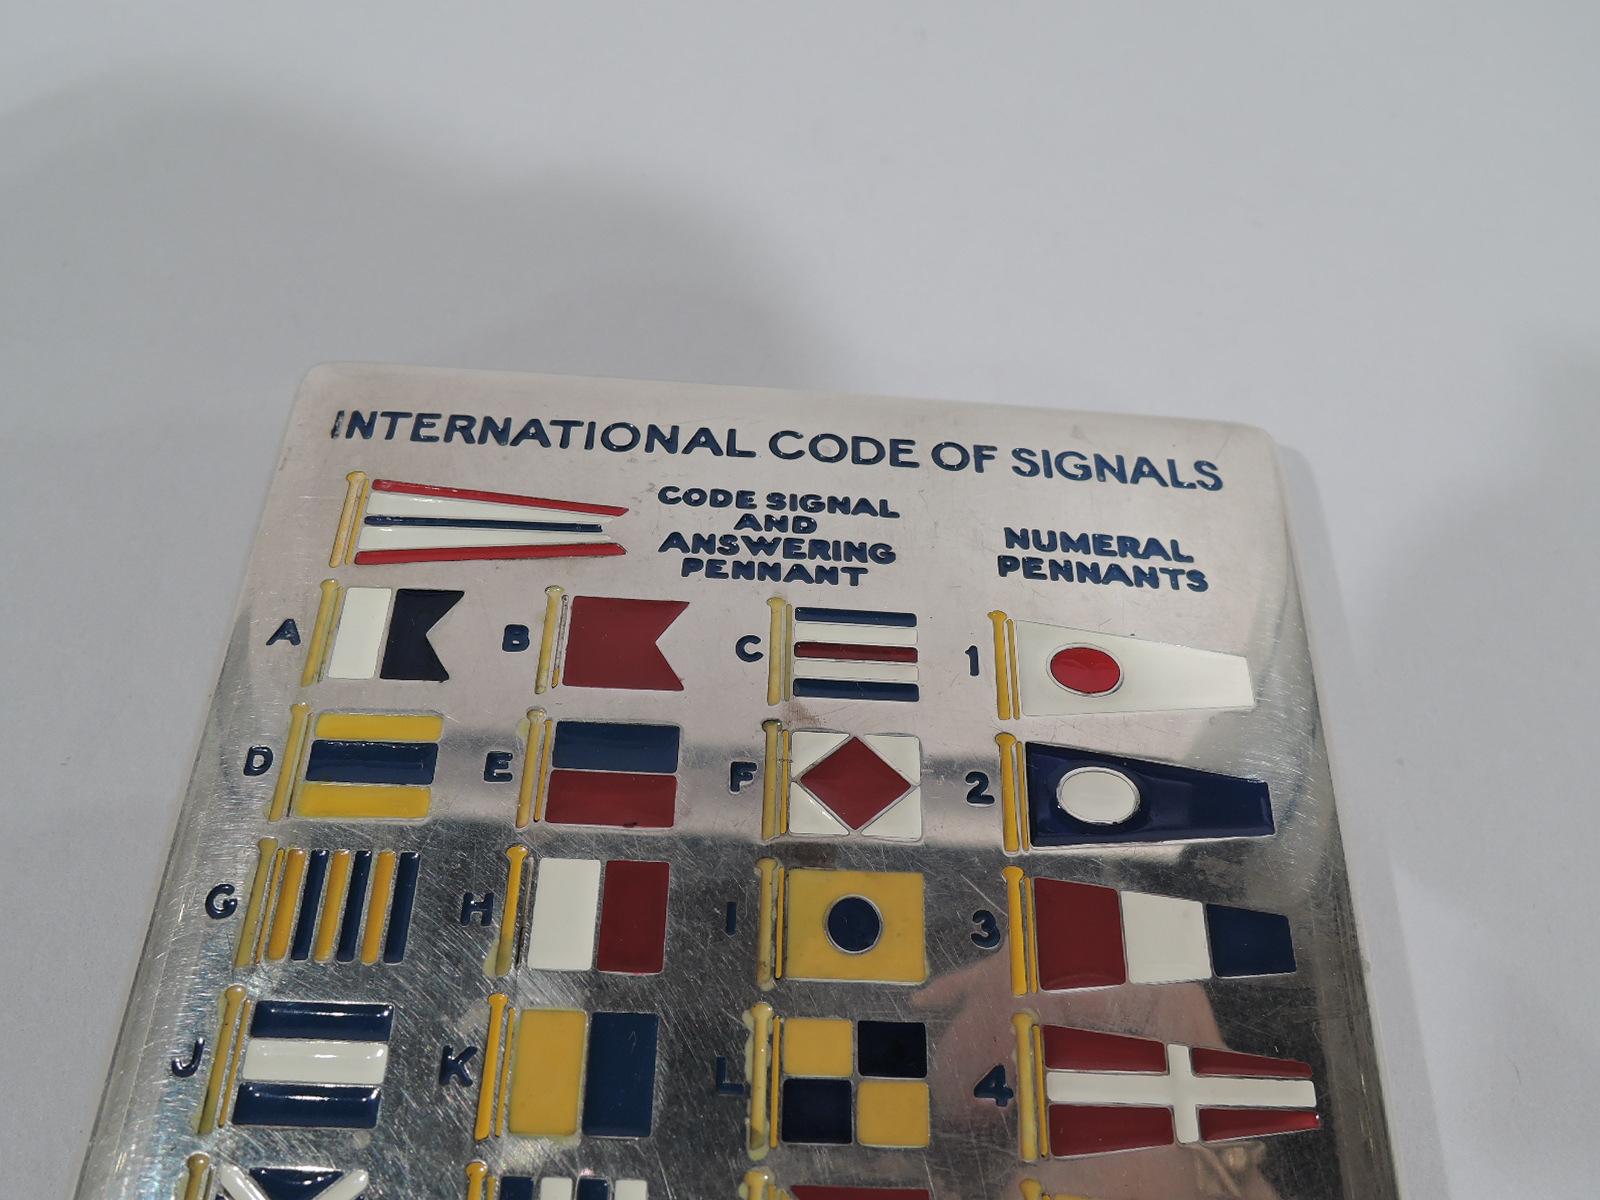 INTERNATIONAL CODE OF SIGNALS
CODE SIGNAL
AND
ANSWERING
PENNANT
NUMERAL
PENNANTS
A B C 1
D E F 2
G H I 3
J K L 4